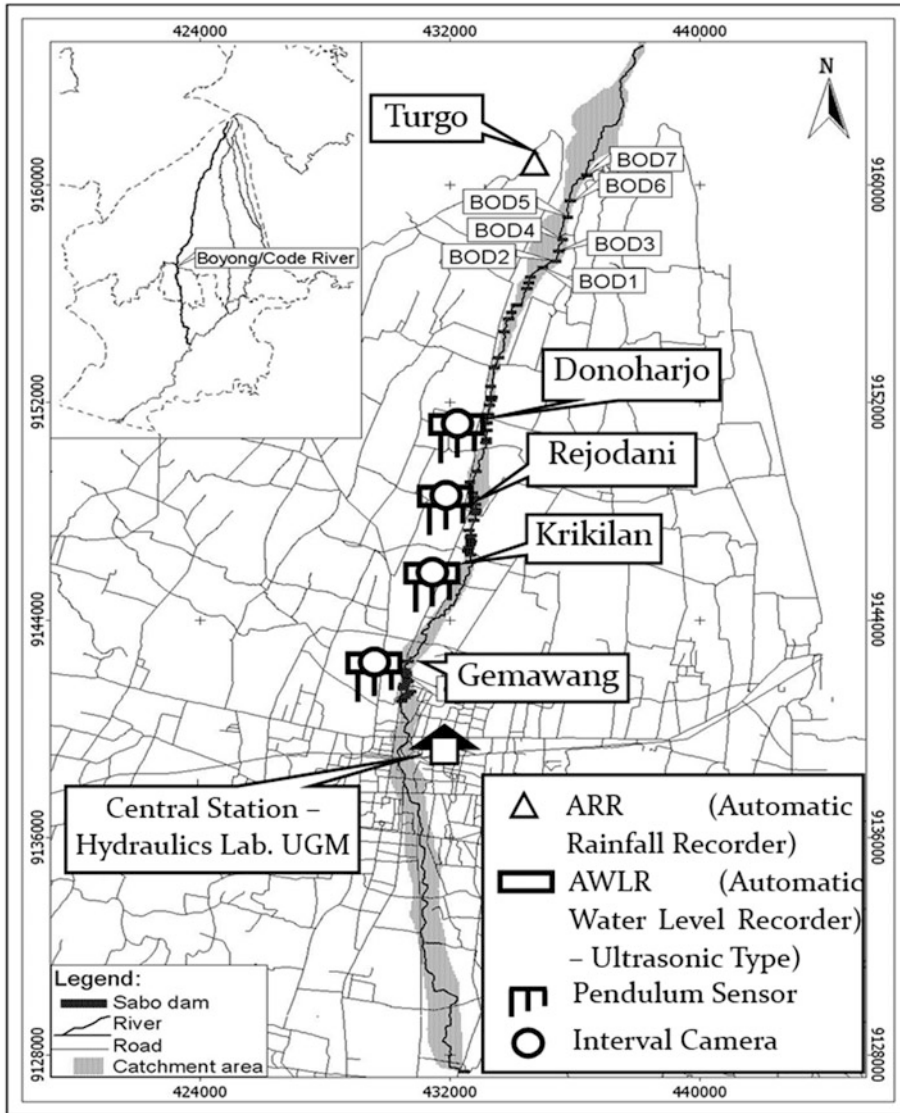 424000
432000
440000
N
Turgo
9160000
9160000
BOD7
BOD6
BOD5
BOD4
BOD3
BOD2
BOD1
Boyong/Code River
Donoharjo
9152000
9152000
Rejodani
Krikilan
9144000
9144000
Gemawang
Central Station –
Hydraulics Lab. UGM
9136000
9136000
ARR (Automatic
Rainfall Recorder)
AWLR (Automatic
Water Level Recorder)
– Ultrasonic Type)
Pendulum Sensor
Interval Camera
Legend:
Sabo dam
River
Road
Catchment area
9128000
9128000
424000
432000
440000